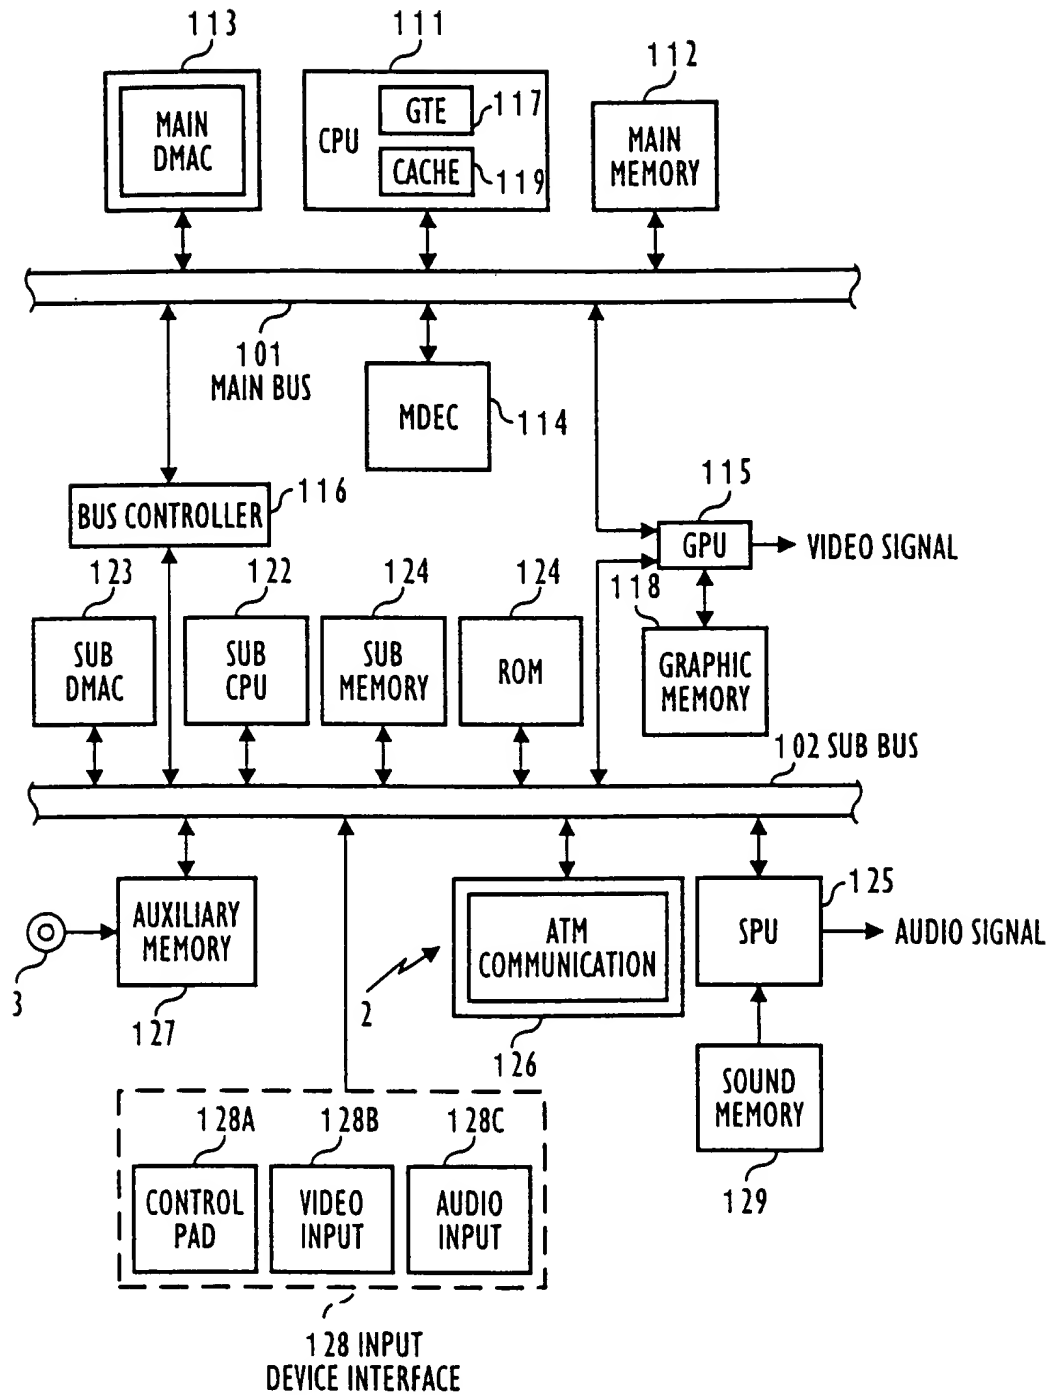 113
111
112
MAIN
DMAC
CPU
GTE
117
CACHE
119
MAIN
MEMORY
101
MAIN BUS
MDEC
114
BUS CONTROLLER
116
115
GPU
VIDEO SIGNAL
123
122
124
124
118
SUB
DMAC
SUB
CPU
SUB
MEMORY
ROM
GRAPHIC
MEMORY
102 SUB BUS
3
AUXILIARY
MEMORY
127
2
ATM
COMMUNICATION
126
125
SPU
AUDIO SIGNAL
SOUND
MEMORY
129
128A
128B
128C
CONTROL
PAD
VIDEO
INPUT
AUDIO
INPUT
128 INPUT
DEVICE INTERFACE